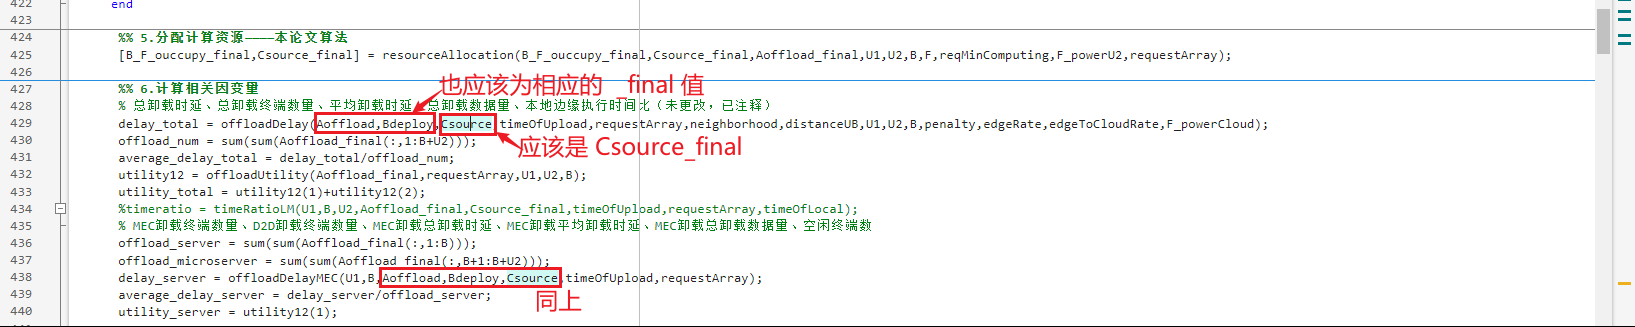 422 end
423
424 %% 5.分配计算资源————本论文算法
425 [B_F_ouccupy_final,Csource_final] = resourceAllocation(B_F_ouccupy_final,Csource_final,Aoffload_final,U1,U2,B,F,reqMinComputing,F_powerU2,requestArray);
426
427 %% 6.计算相关因变量
也应该为相应的 _final 值
428 % 总卸载时延、总卸载终端数量、平均卸载时延、总卸载数据量、本地边缘执行时间比（未更改，已注释）
429 delay_total = offloadDelay(Aoffload,Bdeploy,Csource,timeOfUpload,requestArray,neighborhood,distanceUB,U1,U2,B,penalty,edgeRate,edgeToCloudRate,F_powerCloud);
430 offload_num = sum(sum(Aoffload_final(:,1:B+U2)));
应该是 Csource_final
431 average_delay_total = delay_total/offload_num;
432 utility12 = offloadUtility(Aoffload_final,requestArray,U1,U2,B);
433 utility_total = utility12(1)+utility12(2);
434 %timeratio = timeRatioLM(U1,B,U2,Aoffload_final,Csource_final,timeOfUpload,requestArray,timeOfLocal);
435 % MEC卸载终端数量、D2D卸载终端数量、MEC卸载总卸载时延、MEC卸载平均卸载时延、MEC卸载总卸载数据量、空闲终端数
436 offload_server = sum(sum(Aoffload_final(:,1:B)));
437 offload_microserver = sum(sum(Aoffload_final(:,B+1:B+U2)));
438 delay_server = offloadDelayMEC(U1,B,Aoffload,Bdeploy,Csource,timeOfUpload,requestArray);
439 average_delay_server = delay_server/offload_server;
同上
440 utility_server = utility12(1);